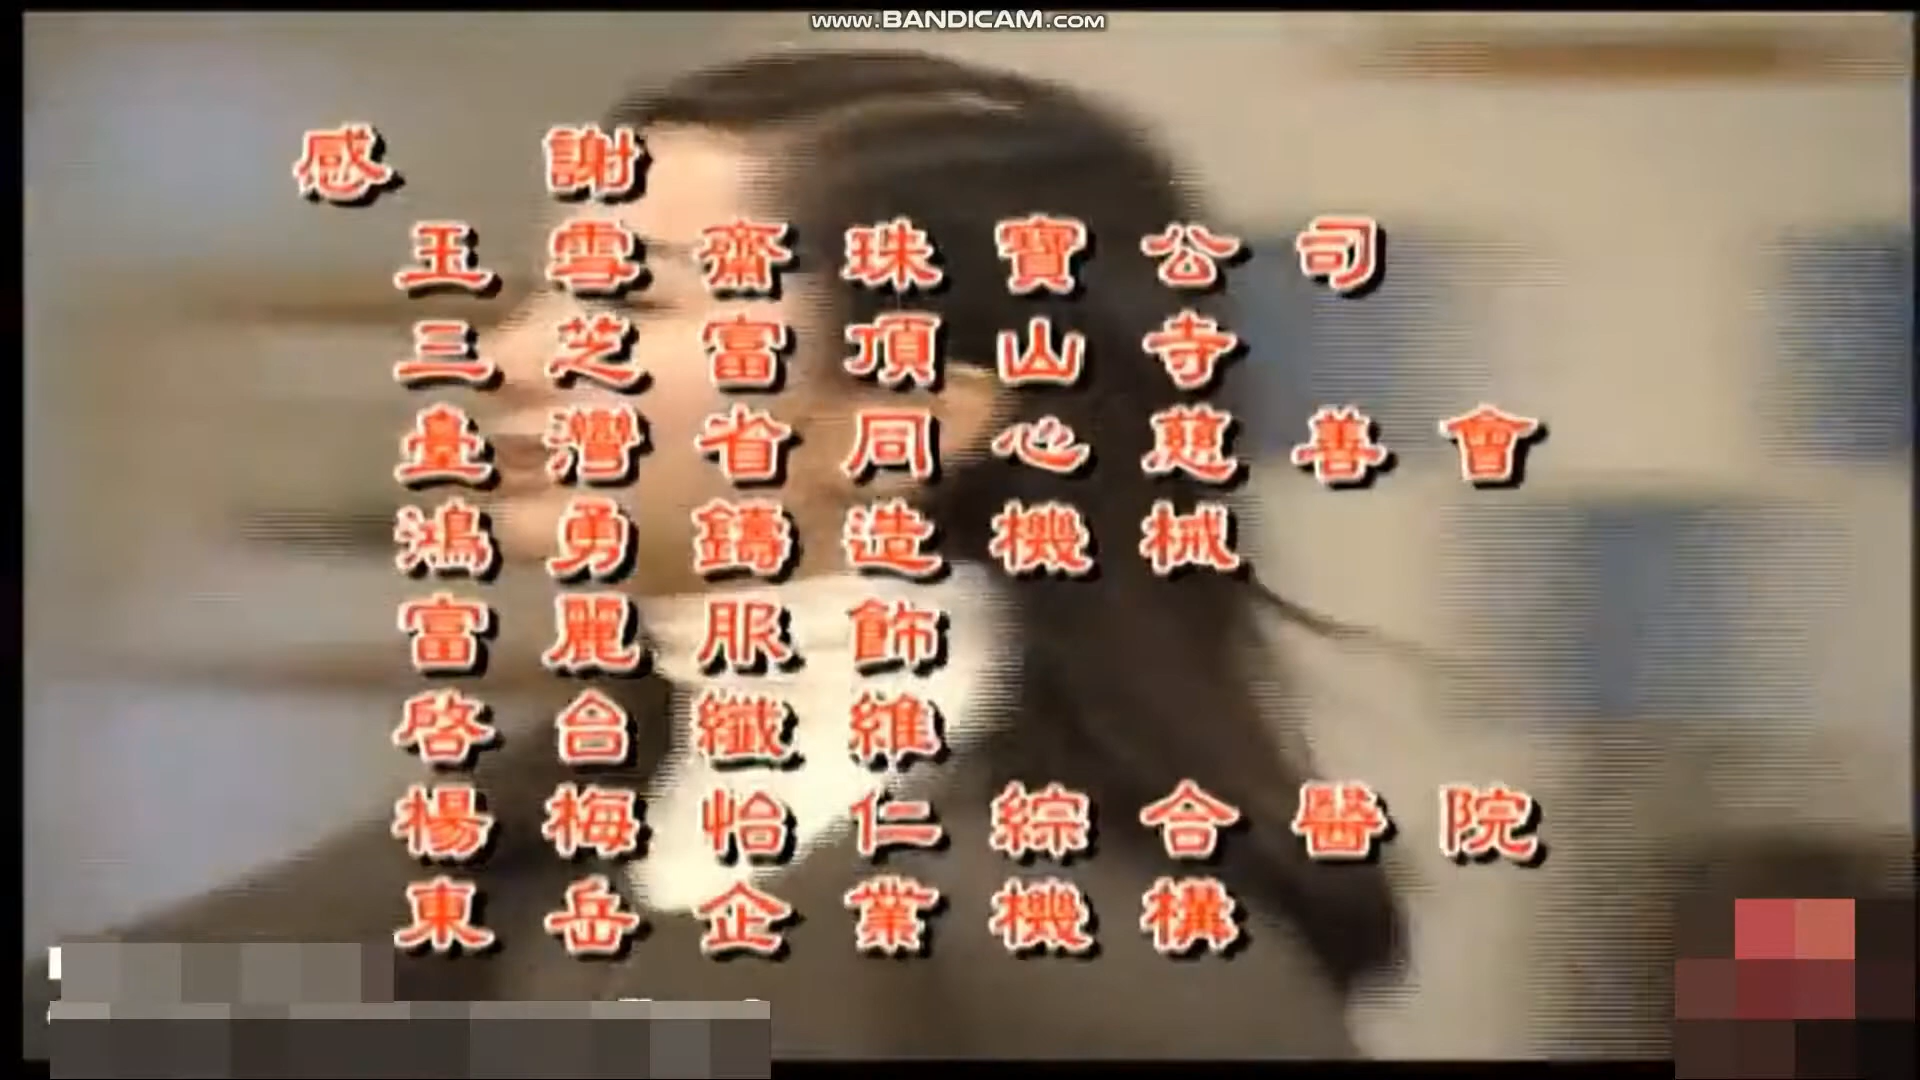 www.BANDICAM.com
感謝
玉雪齋珠寶公司
三芝富頂山寺
臺灣省同心慈善會
鴻勇鑄造機械
富麗服飾
啓台纖維
楊梅怡仁綜合醫院
東岳企業機構